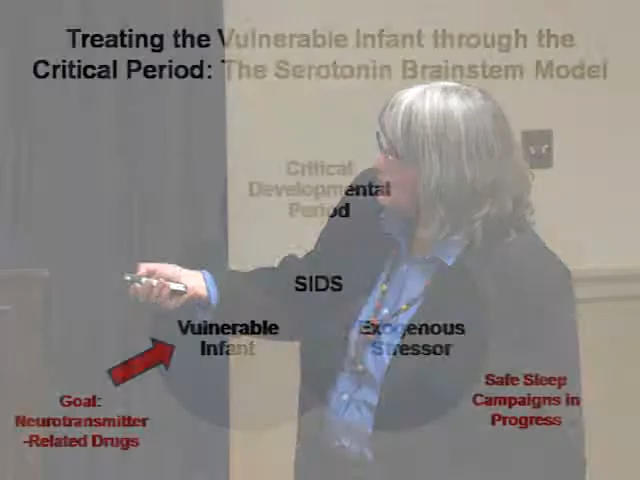 Treating the Vulnerable Infant through the
Critical Period: The Serotonin Brainstem Model
Critical
Developmental
Period
SIDS
Vulnerable
Infant
Exogenous
Stressor
Goal:
Neurotransmitter
-Related Drugs
Safe Sleep
Campaigns in
Progress